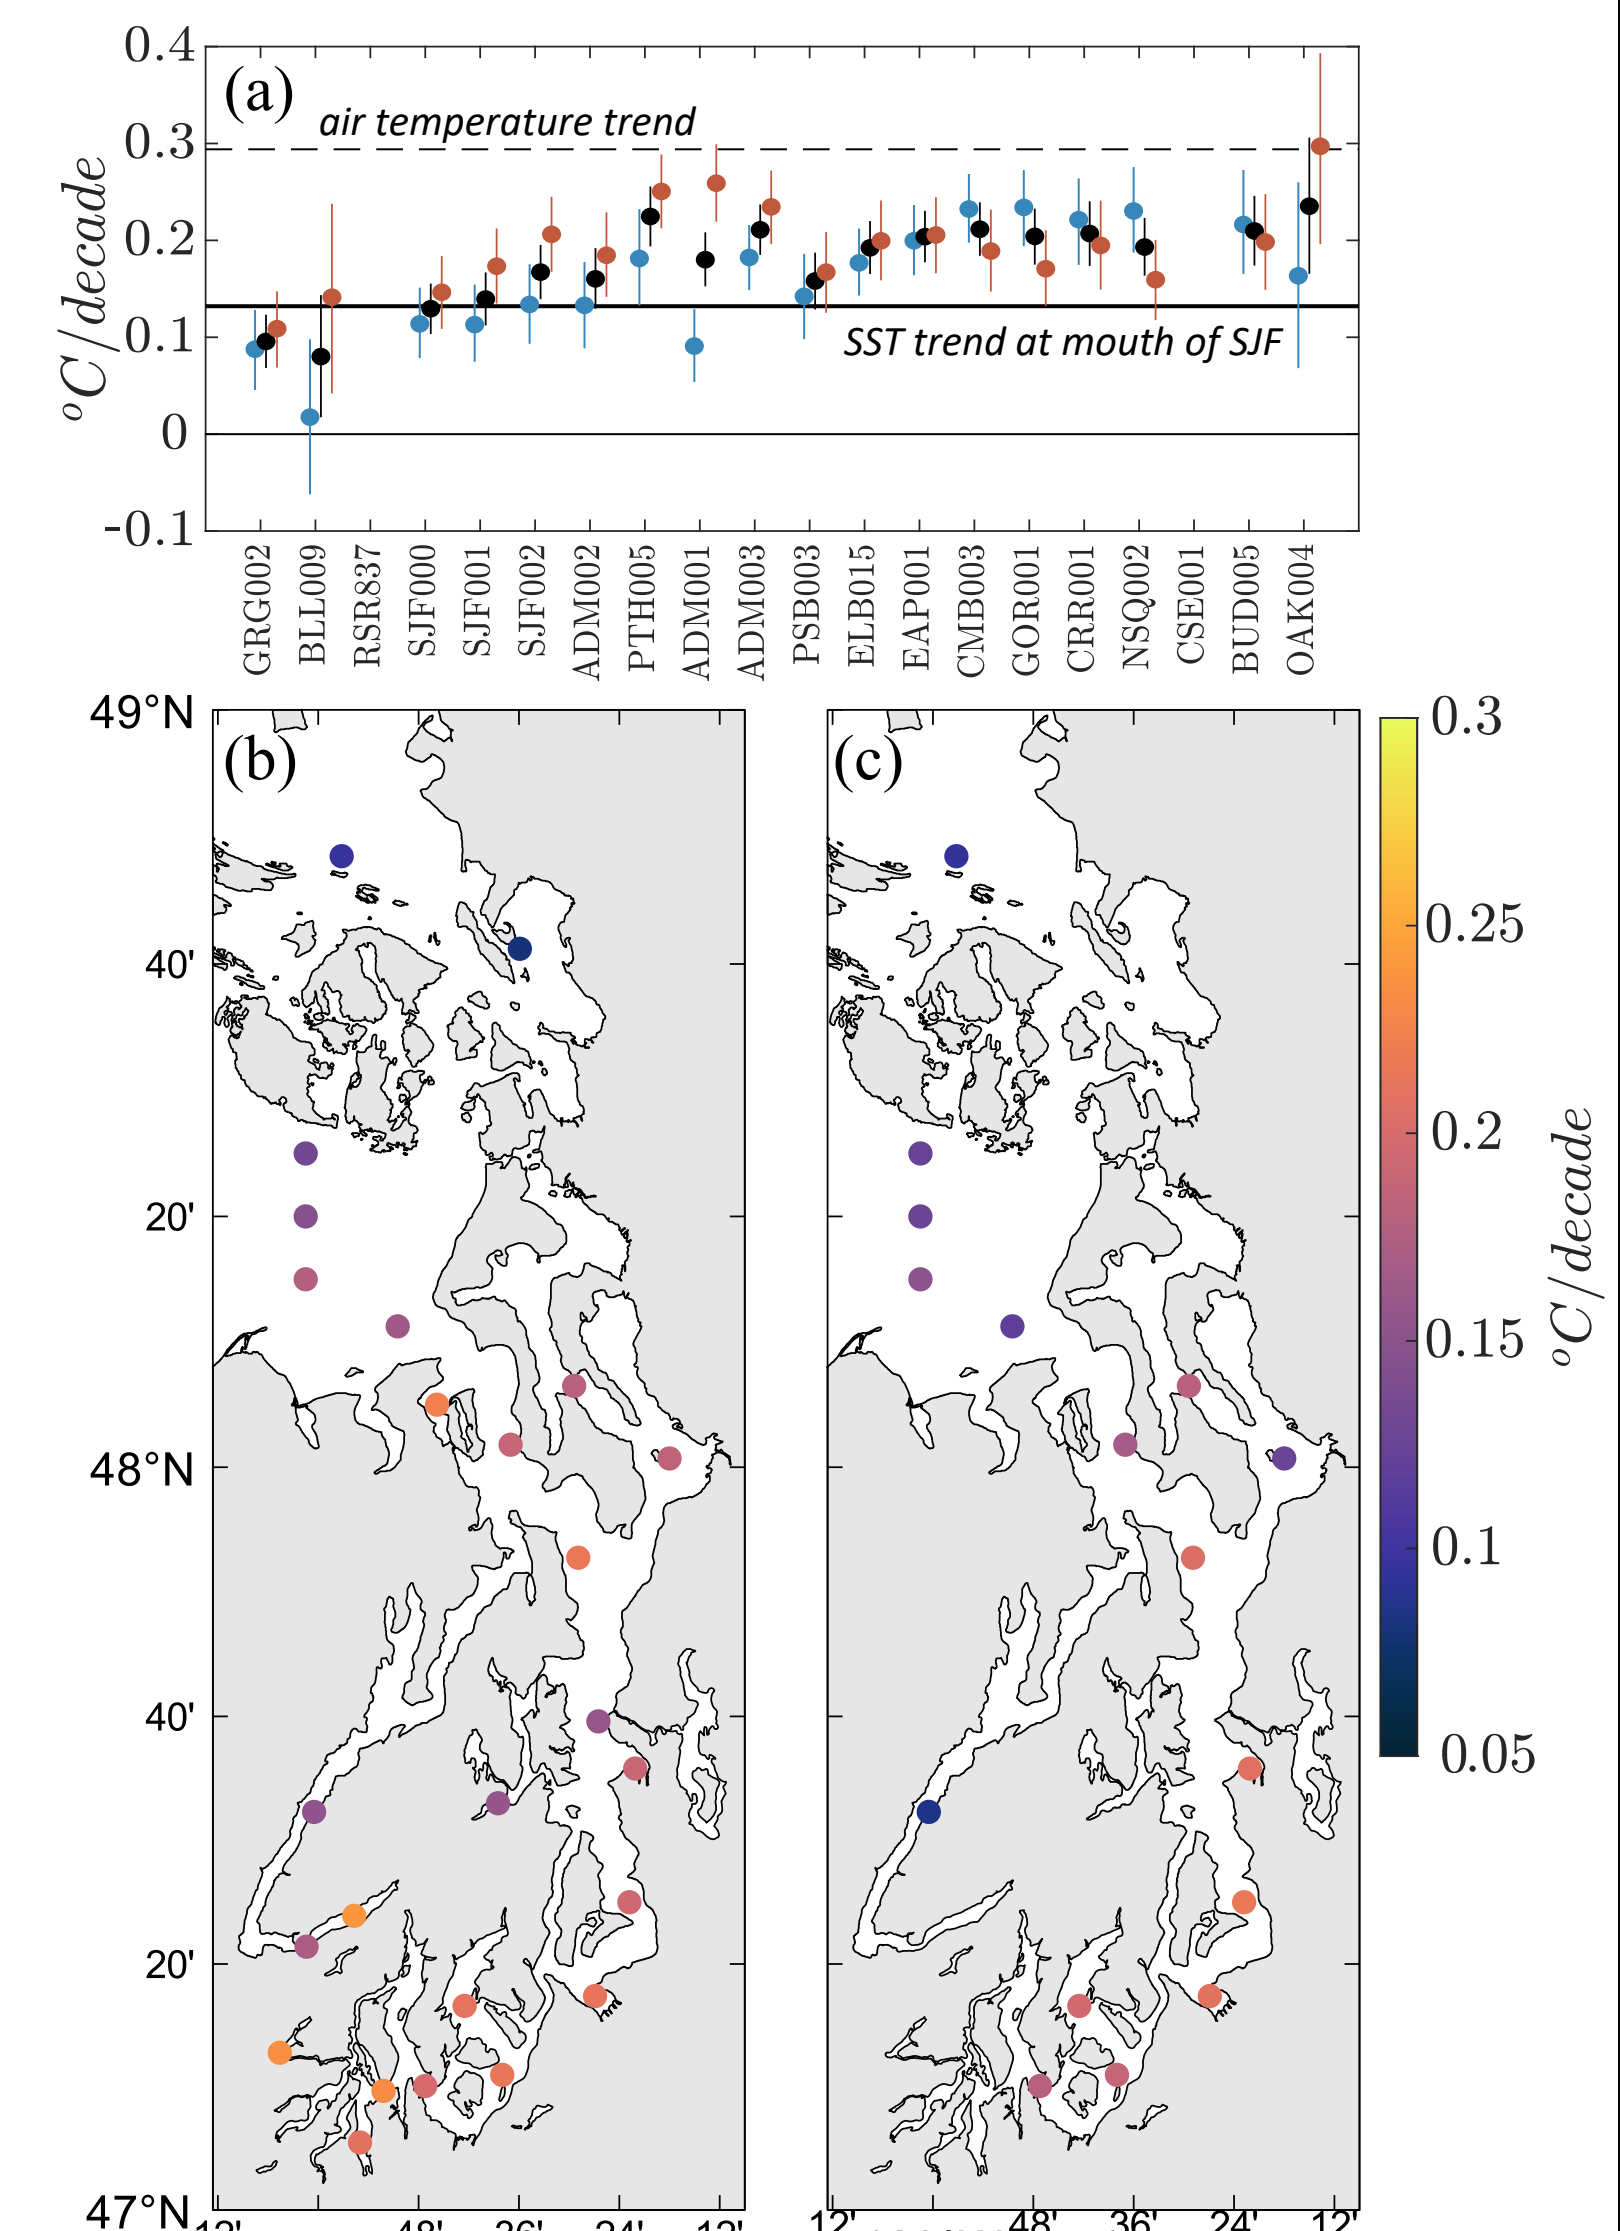 (a)
air temperature trend
SST trend at mouth of SJF
°C/decade
0.4
0.3
0.2
0.1
0
-0.1
GRG002
BLL009
RSR837
SJF000
SJF001
SJF002
ADM002
PTH005
ADM001
ADM003
PSB003
ELB015
EAP001
CMB003
GOR001
CRR001
NSQ002
CSE001
BUD005
OAK004
(b)
49°N
40'
20'
48°N
40'
20'
47°N
12'
48'
36'
24'
12'
(c)
12'
48'
36'
24'
12'
0.3
0.25
0.2
0.15
0.1
0.05
°C/decade